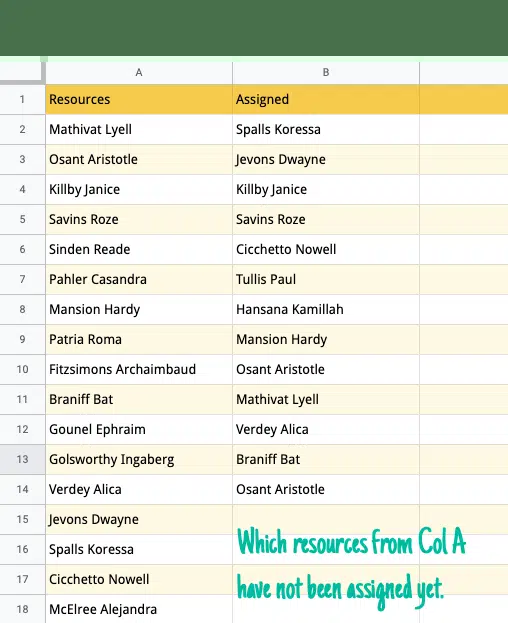 A B
1 Resources Assigned
2 Mathivat Lyell Spalls Koressa
3 Osant Aristotle Jevons Dwayne
4 Killby Janice Killby Janice
5 Savins Roze Savins Roze
6 Sinden Reade Cicchetto Nowell
7 Pahler Casandra Tullis Paul
8 Mansion Hardy Hansana Kamillah
9 Patria Roma Mansion Hardy
10 Fitzsimons Archaimbaud Osant Aristotle
11 Braniff Bat Mathivat Lyell
12 Gounel Ephraim Verdey Alica
13 Golsworthy Ingaberg Braniff Bat
14 Verdey Alica Osant Aristotle
15 Jevons Dwayne
16 Spalls Koressa Which resources from Col A
17 Cicchetto Nowell have not been assigned yet.
18 McElree Alejandra